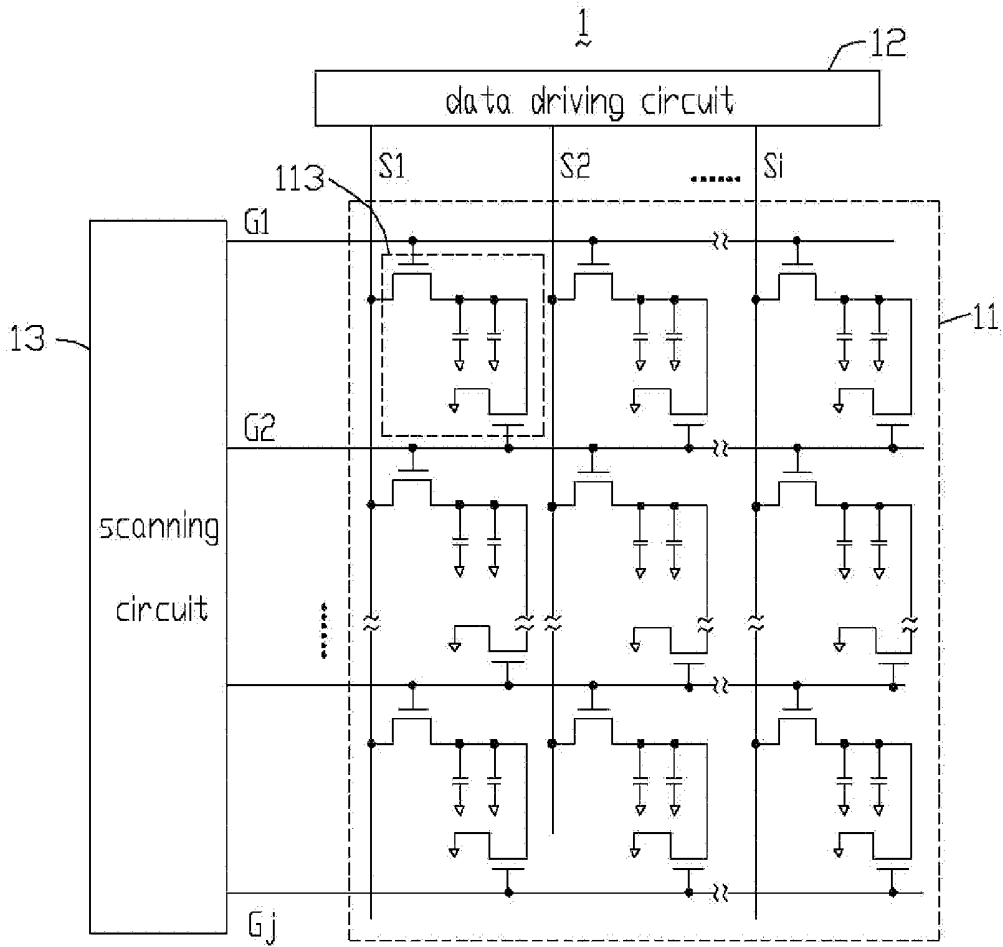 1
12
data driving circuit
S1
S2
......
Si
113
G1
11
13
G2
scanning
circuit
......
Gj